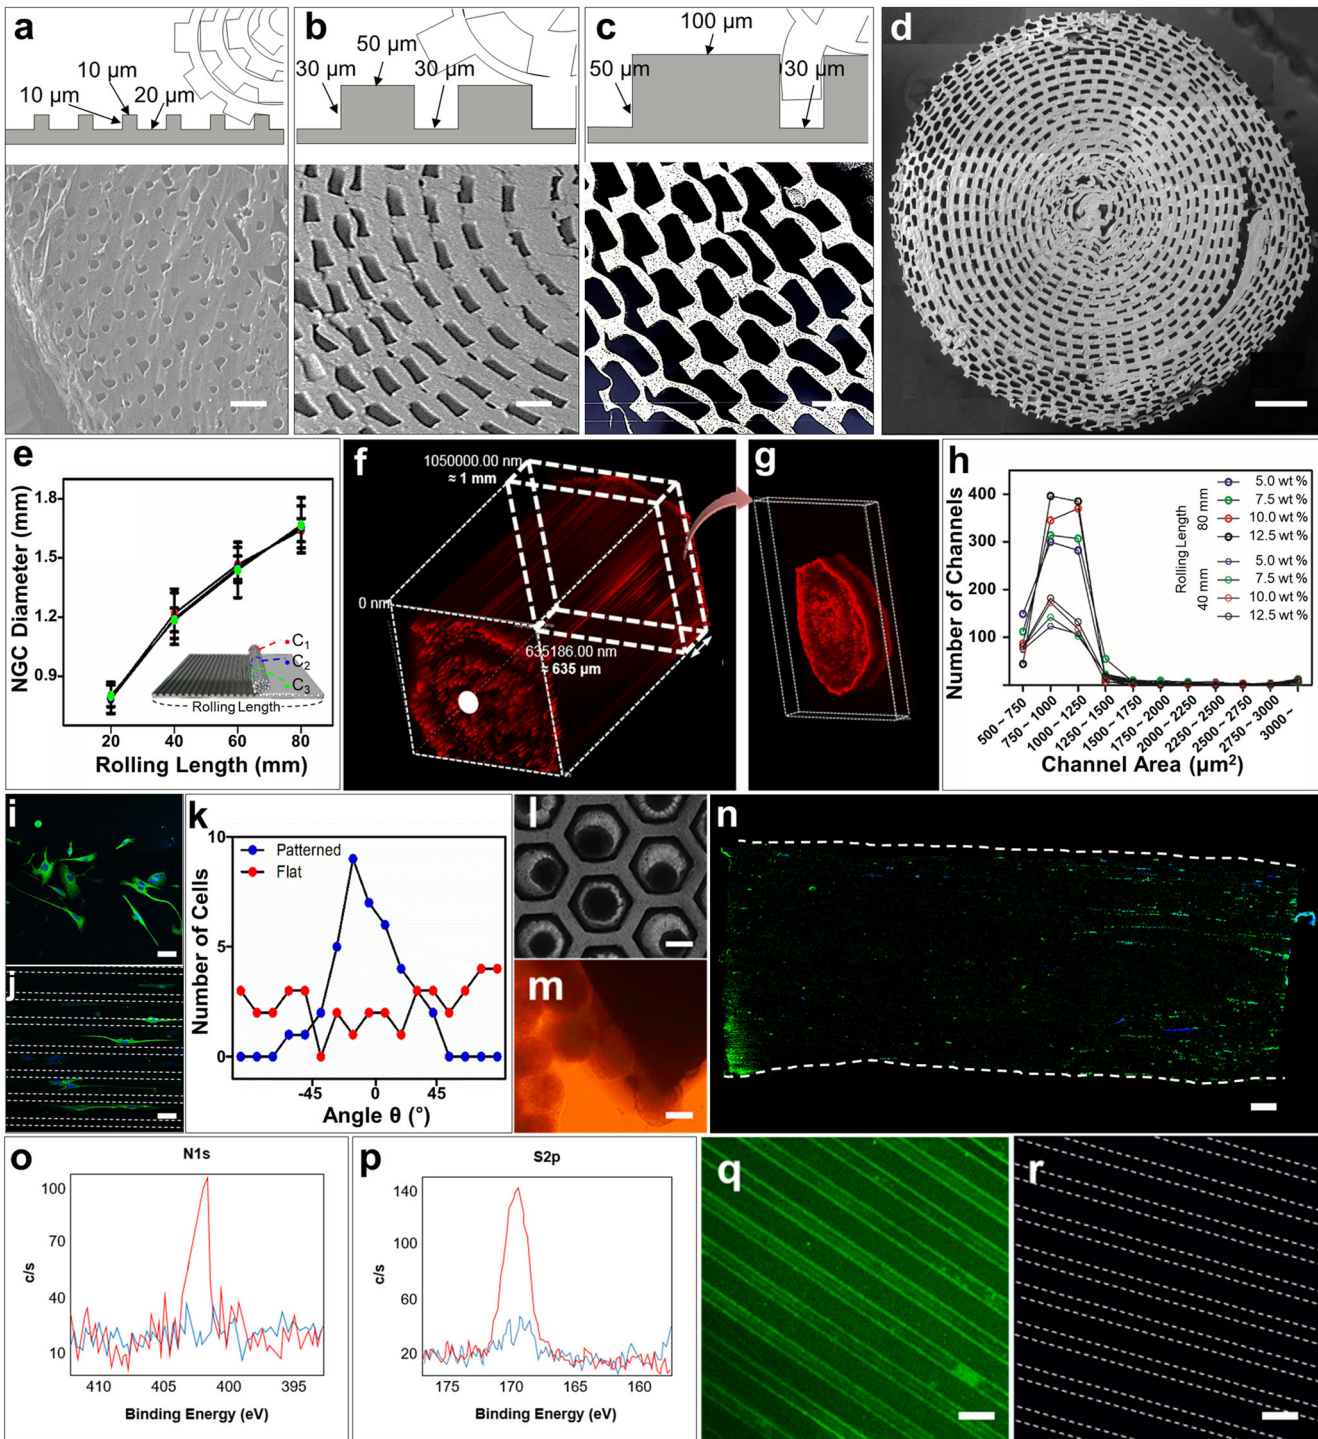 a
10 µm
10 µm
20 µm
b
50 µm
30 µm
30 µm
c
100 µm
50 µm
30 µm
d
e
NGC Diameter (mm)
1.8
1.5
1.2
0.9
C1
C2
C3
Rolling Length
20
40
60
80
Rolling Length (mm)
f
1050000.00 nm
≈ 1 mm
0 nm
635186.00 nm
≈ 635 µm
g
h
Number of Channels
400
300
200
100
Rolling Length
80 mm
5.0 wt %
7.5 wt %
10.0 wt %
12.5 wt %
40 mm
5.0 wt %
7.5 wt %
10.0 wt %
12.5 wt %
500 ~ 750
750 ~ 1000
1000 ~ 1250
1250 ~ 1500
1500 ~ 1750
1750 ~ 2000
2000 ~ 2250
2250 ~ 2500
2500 ~ 2750
2750 ~ 3000
3000 ~
Channel Area (µm²)
i
j
k
Number of Cells
10
5
0
Patterned
Flat
-45
0
45
Angle θ (°)
l
m
n
o
N1s
c/s
100
70
40
10
410
405
400
395
Binding Energy (eV)
p
S2p
c/s
140
100
60
20
175
170
165
160
Binding Energy (eV)
q
r